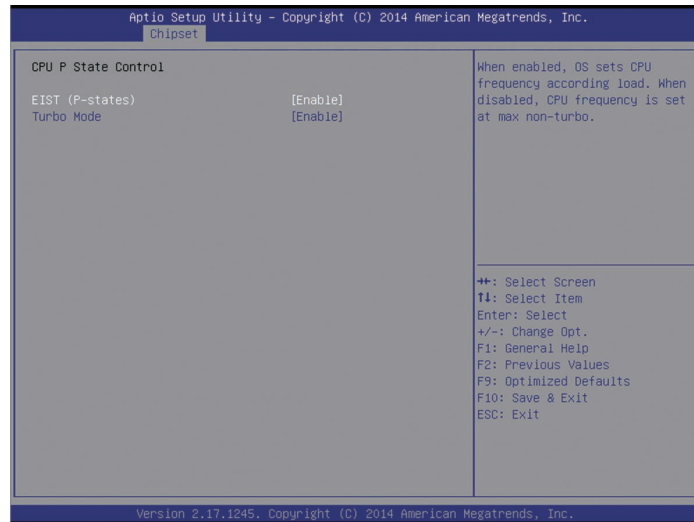 Aptio Setup Utility – Copyright (C) 2014 American Megatrends, Inc.
Chipset
CPU P State Control
EIST (P-states) [Enable]
Turbo Mode [Enable]
When enabled, OS sets CPU
frequency according load. When
disabled, CPU frequency is set
at max non-turbo.
→←: Select Screen
↑↓: Select Item
Enter: Select
+/-: Change Opt.
F1: General Help
F2: Previous Values
F9: Optimized Defaults
F10: Save & Exit
ESC: Exit
Version 2.17.1245. Copyright (C) 2014 American Megatrends, Inc.